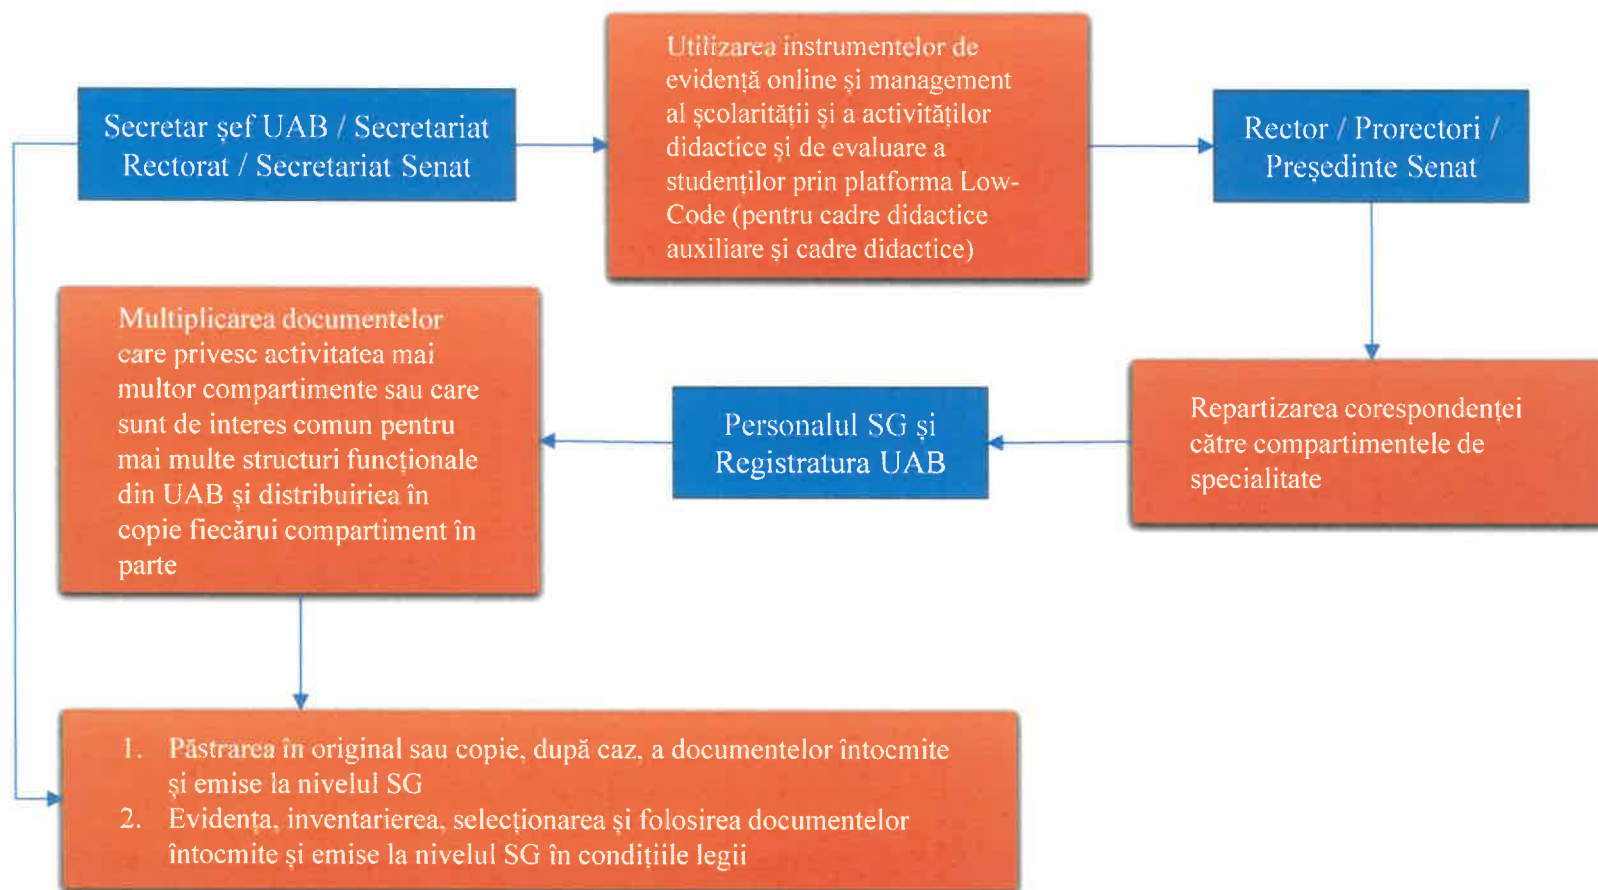 Secretar șef UAB / Secretariat
Rectorat / Secretariat Senat
Utilizarea instrumentelor de
evidență online și management
al școlarității și a activităților
didactice și de evaluare a
studenților prin platforma Low-
Code (pentru cadre didactice
auxiliare și cadre didactice)
Rector / Prorectori /
Președinte Senat
Repartizarea corespondenței
către compartimentele de
specialitate
Personalul SG și
Registratura UAB
Multiplicarea documentelor
care privesc activitatea mai
multor compartimente sau care
sunt de interes comun pentru
mai multe structuri funcționale
din UAB și distribuiriea în
copie fiecărui compartiment în
parte
1. Păstrarea în original sau copie, după caz, a documentelor întocmite
și emise la nivelul SG
2. Evidența, inventarierea, selecționarea și folosirea documentelor
întocmite și emise la nivelul SG în condițiile legii